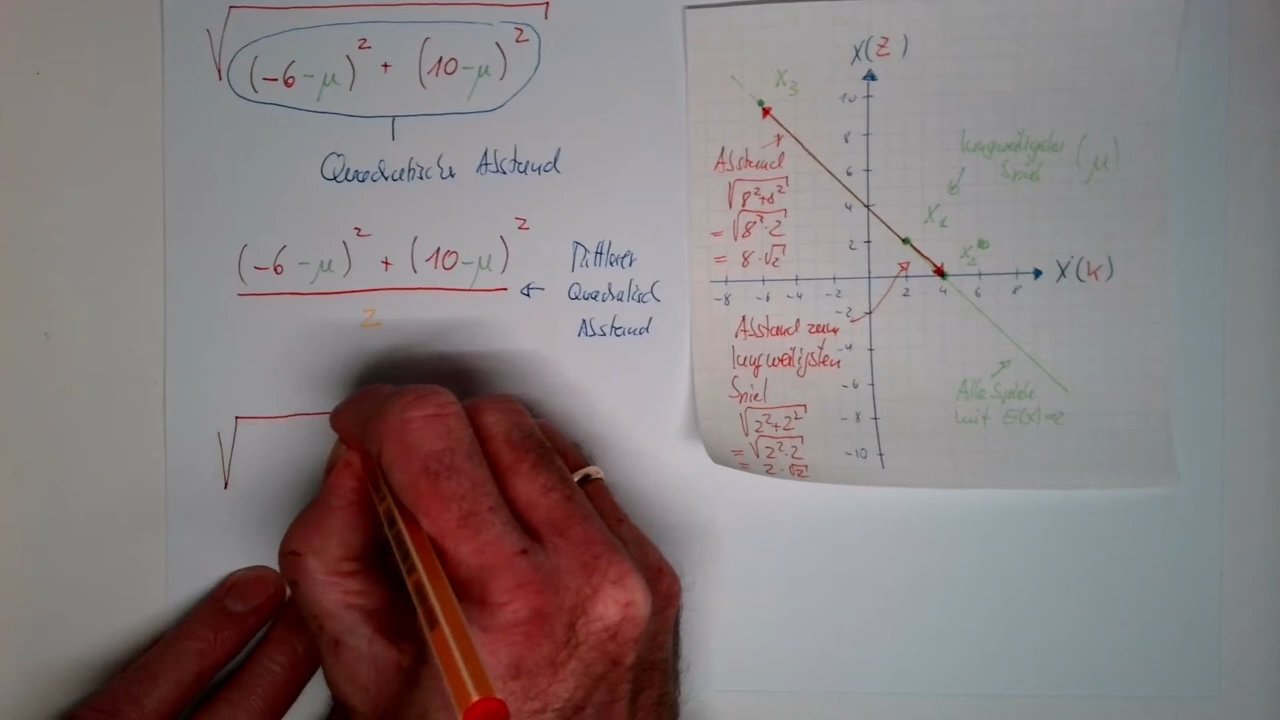 √(-6-μ)² + (10-μ)²
Quadratische Abstand
(-6-μ)² + (10-μ)²
2
← Mittlerer
Quadratisch
Abstand
√
X(Z)
X₃
10
8
6
4
2
-8 -6 -4 -2 2 4 6 8
X(K)
-2
-4
-6
-8
-10
Abstand
√8²+8²
= √8²·2
= 8·√2
langweiligstes
Spiel
(μ)
X₁
X₂
Abstand zum
langweiligsten
Spiel
√2²+2²
= √2²·2
= 2·√2
Alle Spiele
mit E(X)=2